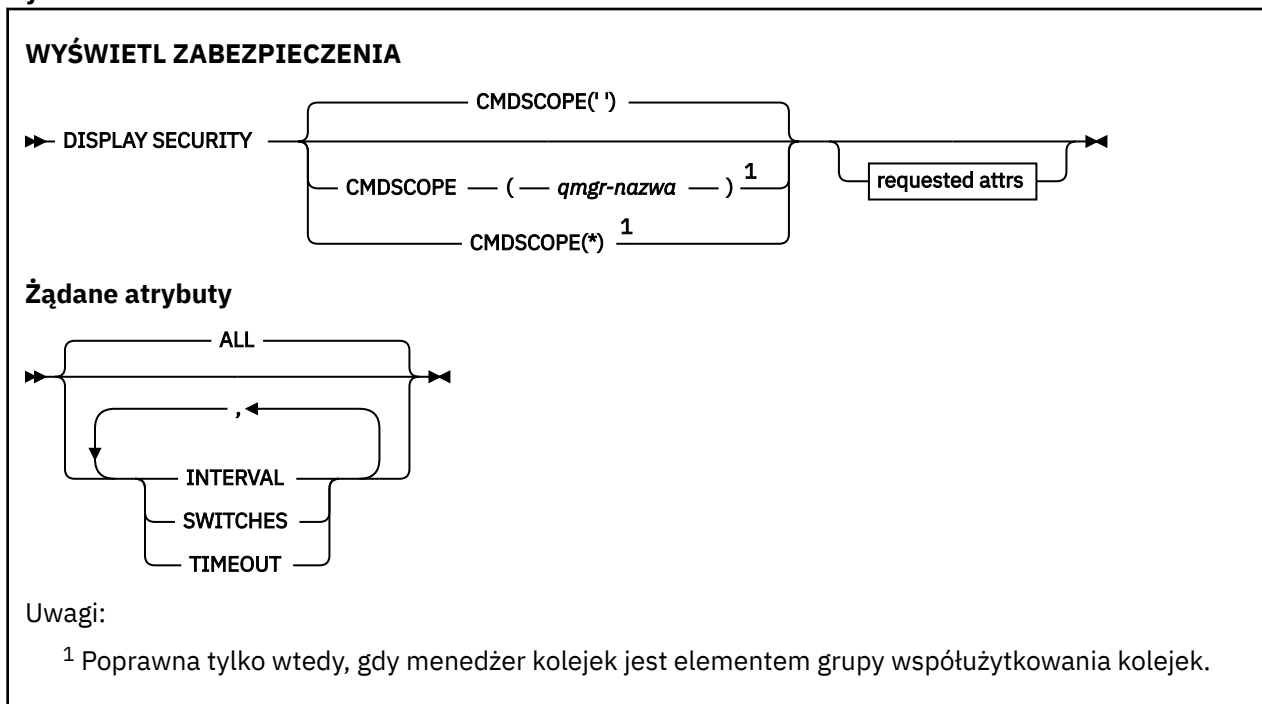 WYŚWIETL ZABEZPIECZENIA
CMDSCOPE(' ')
DISPLAY SECURITY
CMDSCOPE ( qmgr-nazwa ) 1
requested attrs
CMDSCOPE(*) 1
Żądane atrybuty
ALL
,
INTERVAL
SWITCHES
TIMEOUT
Uwagi:
1 Poprawna tylko wtedy, gdy menedżer kolejek jest elementem grupy współużytkowania kolejek.